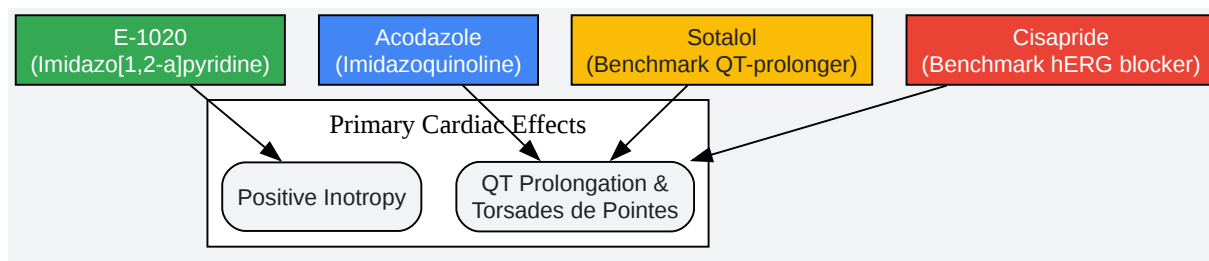 E-1020
(Imidazo[1,2-a]pyridine)
Acodazole
(Imidazoquinoline)
Sotalol
(Benchmark QT-prolonger)
Cisapride
(Benchmark hERG blocker)
Primary Cardiac Effects
Positive Inotropy
QT Prolongation &
Torsades de Pointes